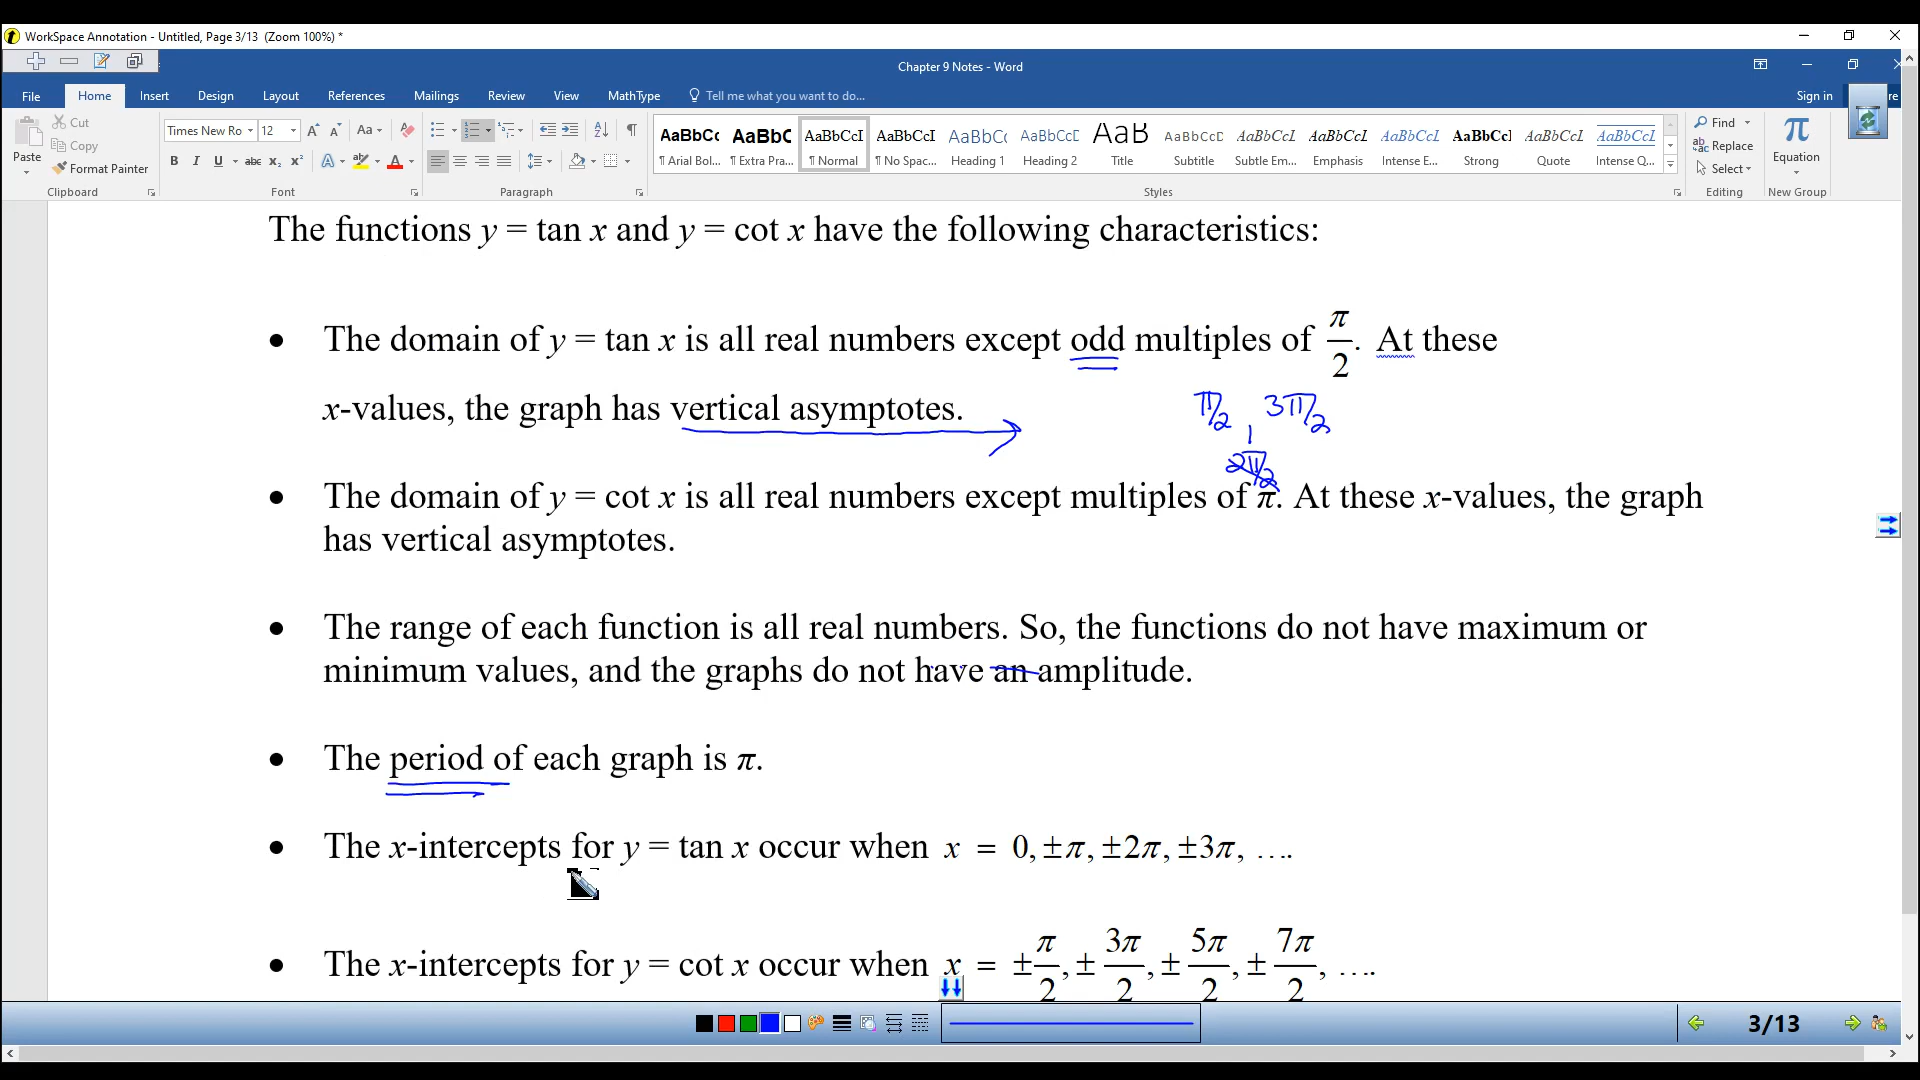 WorkSpace Annotation - Untitled, Page 3/13 (Zoom 100%) *
Chapter 9 Notes - Word
File Home Insert Design Layout References Mailings Review View MathType Tell me what you want to do... Sign in
Paste
Cut
Copy
Format Painter
Clipboard
Times New Ro 12
Font
Paragraph
AaBbCc AaBbC AaBbCcI AaBbCcI AaBbCc AaBbCcD AaB AaBbCcD AaBbCcL AaBbCcL AaBbCcL AaBbCcI AaBbCcL AaBbCcL
¶ Arial Bol... ¶ Extra Pra... ¶ Normal ¶ No Spac... Heading 1 Heading 2 Title Subtitle Subtle Em... Emphasis Intense E... Strong Quote Intense Q...
Styles
Find
Replace
Select
Editing
π
Equation
New Group
The functions y = tan x and y = cot x have the following characteristics:
• The domain of y = tan x is all real numbers except odd multiples of π/2. At these
x-values, the graph has vertical asymptotes.
π/2 3π/2
2π/2
• The domain of y = cot x is all real numbers except multiples of π. At these x-values, the graph
has vertical asymptotes.
• The range of each function is all real numbers. So, the functions do not have maximum or
minimum values, and the graphs do not have an amplitude.
• The period of each graph is π.
• The x-intercepts for y = tan x occur when x = 0, ±π, ±2π, ±3π, ….
• The x-intercepts for y = cot x occur when x = ±π/2, ±3π/2, ±5π/2, ±7π/2, ….
3/13